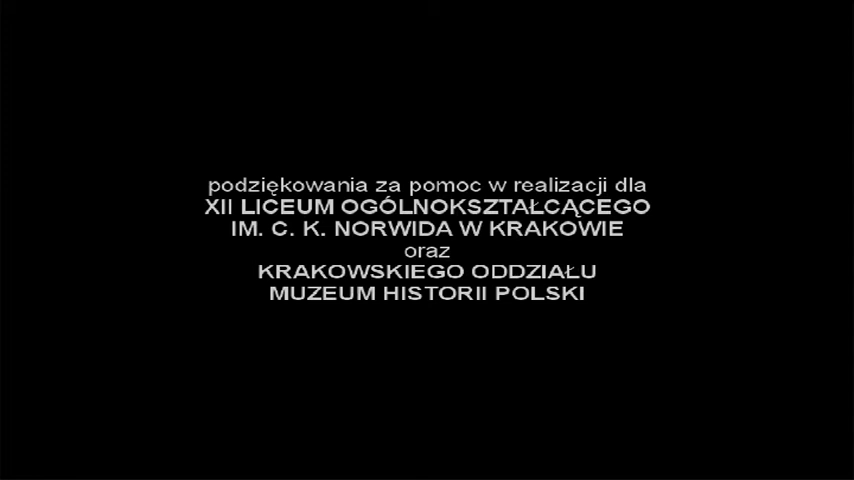 podziękowania za pomoc w realizacji dla
XII LICEUM OGÓLNOKSZTAŁCĄCEGO
IM. C. K. NORWIDA W KRAKOWIE
oraz
KRAKOWSKIEGO ODDZIAŁU
MUZEUM HISTORII POLSKI